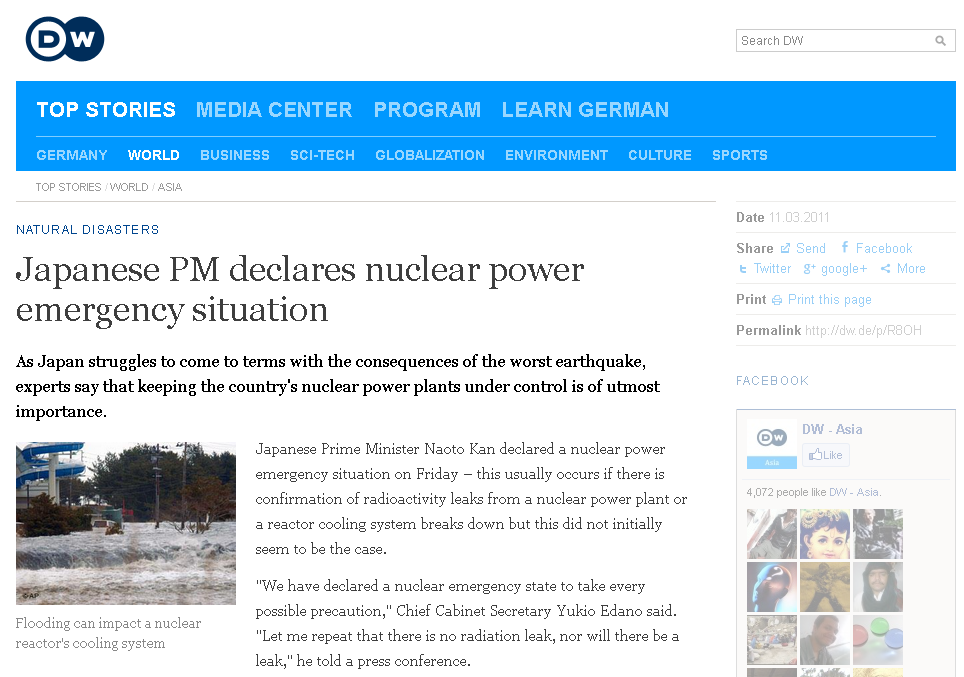 DW
Search DW
TOP STORIES MEDIA CENTER PROGRAM LEARN GERMAN
GERMANY WORLD BUSINESS SCI-TECH GLOBALIZATION ENVIRONMENT CULTURE SPORTS
TOP STORIES / WORLD / ASIA
NATURAL DISASTERS
Japanese PM declares nuclear power
emergency situation
As Japan struggles to come to terms with the consequences of the worst earthquake,
experts say that keeping the country's nuclear power plants under control is of utmost
importance.
©AP
Flooding can impact a nuclear
reactor's cooling system
Japanese Prime Minister Naoto Kan declared a nuclear power
emergency situation on Friday – this usually occurs if there is
confirmation of radioactivity leaks from a nuclear power plant or
a reactor cooling system breaks down but this did not initially
seem to be the case.
"We have declared a nuclear emergency state to take every
possible precaution," Chief Cabinet Secretary Yukio Edano said.
"Let me repeat that there is no radiation leak, nor will there be a
leak," he told a press conference.
Date 11.03.2011
Share Send Facebook
Twitter google+ More
Print Print this page
Permalink http://dw.de/p/R8OH
FACEBOOK
DW
Asia
DW - Asia
Like
4,072 people like DW - Asia.